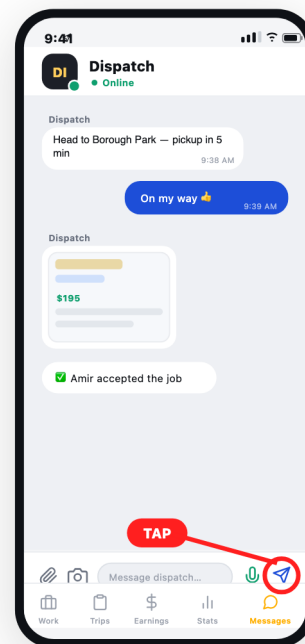 9:41
DI
Dispatch
Online
Dispatch
Head to Borough Park — pickup in 5
min
9:38 AM
On my way 👍
9:39 AM
Dispatch
$195
✅ Amir accepted the job
TAP
Message dispatch...
Work
Trips
Earnings
Stats
Messages